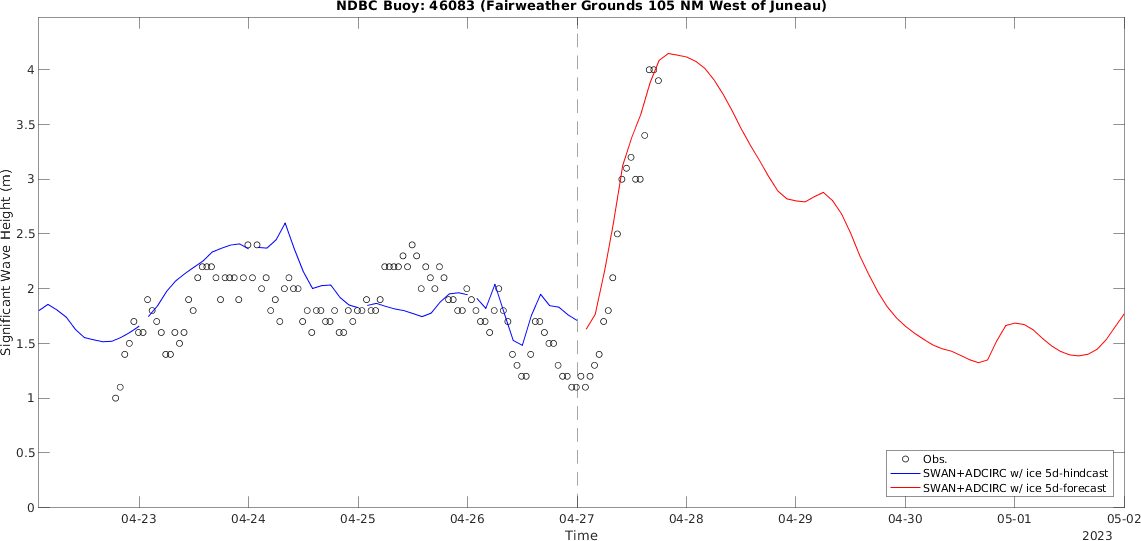 NDBC Buoy: 46083 (Fairweather Grounds 105 NM West of Juneau)
Significant Wave Height (m)
4
3.5
3
2.5
2
1.5
1
0.5
0
Obs.
SWAN+ADCIRC w/ ice 5d-hindcast
SWAN+ADCIRC w/ ice 5d-forecast
04-23 04-24 04-25 04-26 04-27 04-28 04-29 04-30 05-01 05-02
Time
2023